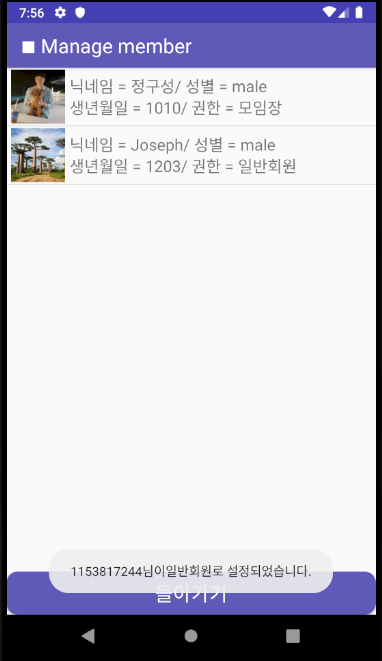 7:56
■ Manage member
닉네임 = 정구성/ 성별 = male
생년월일 = 1010/ 권한 = 모임장
닉네임 = Joseph/ 성별 = male
생년월일 = 1203/ 권한 = 일반회원
1153817244님이일반회원로 설정되었습니다.